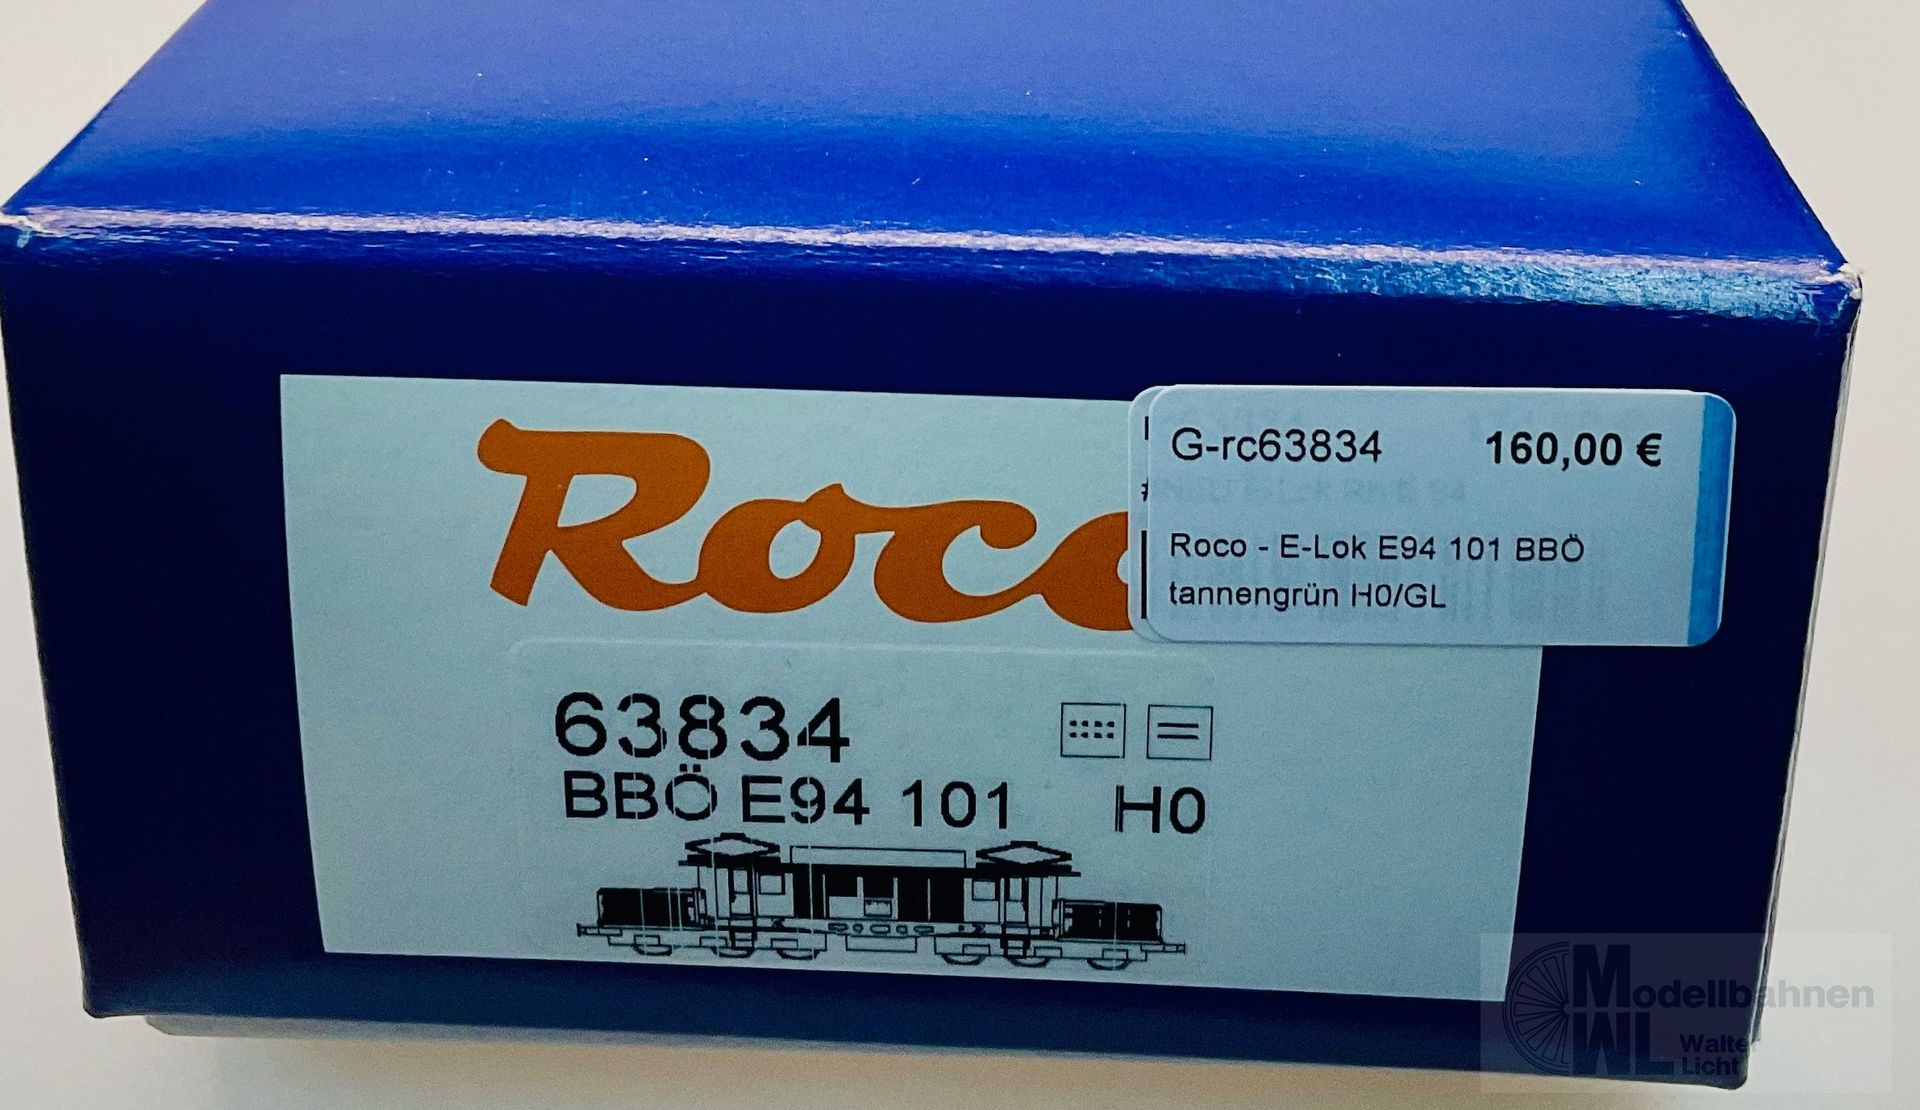 Roco
G-rc63834 160,00 €
Roco - E-Lok E94 101 BBÖ
tannengrün H0/GL
63834
BBÖ E94 101 H0
Modellbahnen
WL Walter
Licht